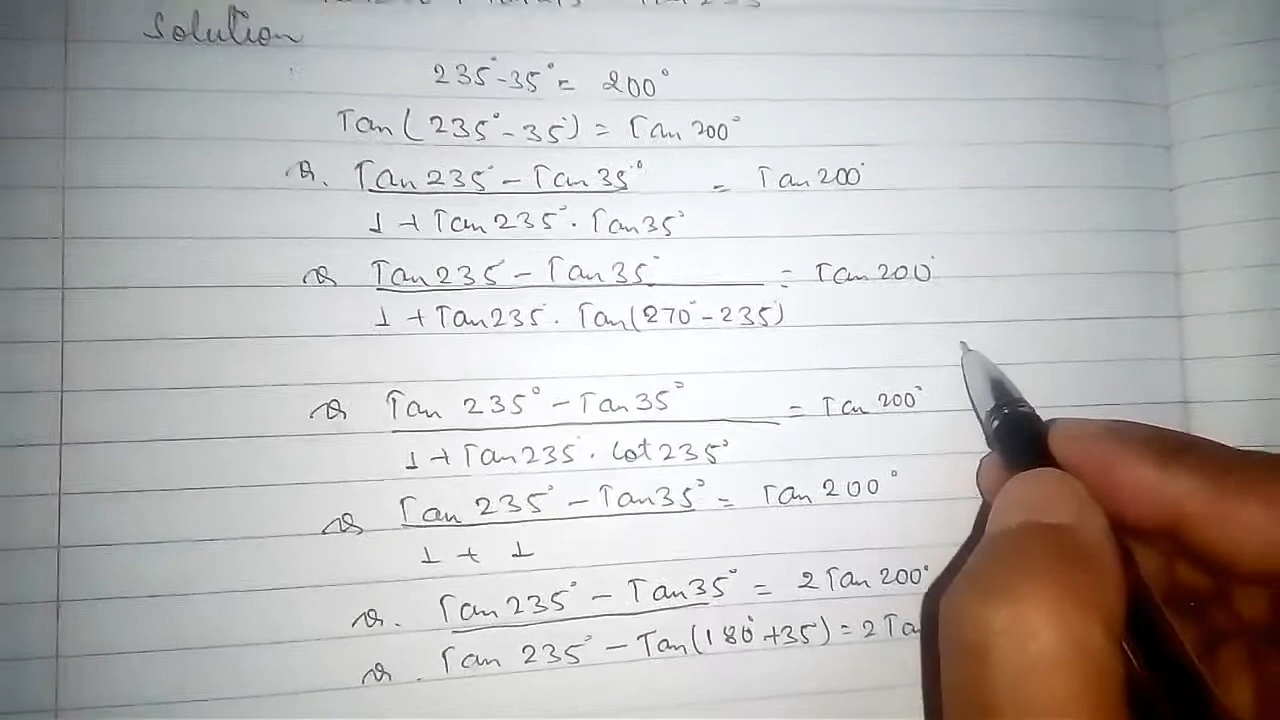 Solution
235° - 35° = 200°
Tan(235° - 35°) = Tan 200°
or. Tan 235° - Tan 35° = Tan 200°
1 + Tan 235°. Tan 35°
or Tan 235° - Tan 35° = Tan 200°
1 + Tan 235. Tan(270° - 235)
or Tan 235° - Tan 35° = Tan 200°
1 + Tan 235. Cot 235°
or Tan 235° - Tan 35° = Tan 200°
1 + 1
or. Tan 235° - Tan 35° = 2 Tan 200°
or. Tan 235° - Tan(180° + 35) = 2 Ta